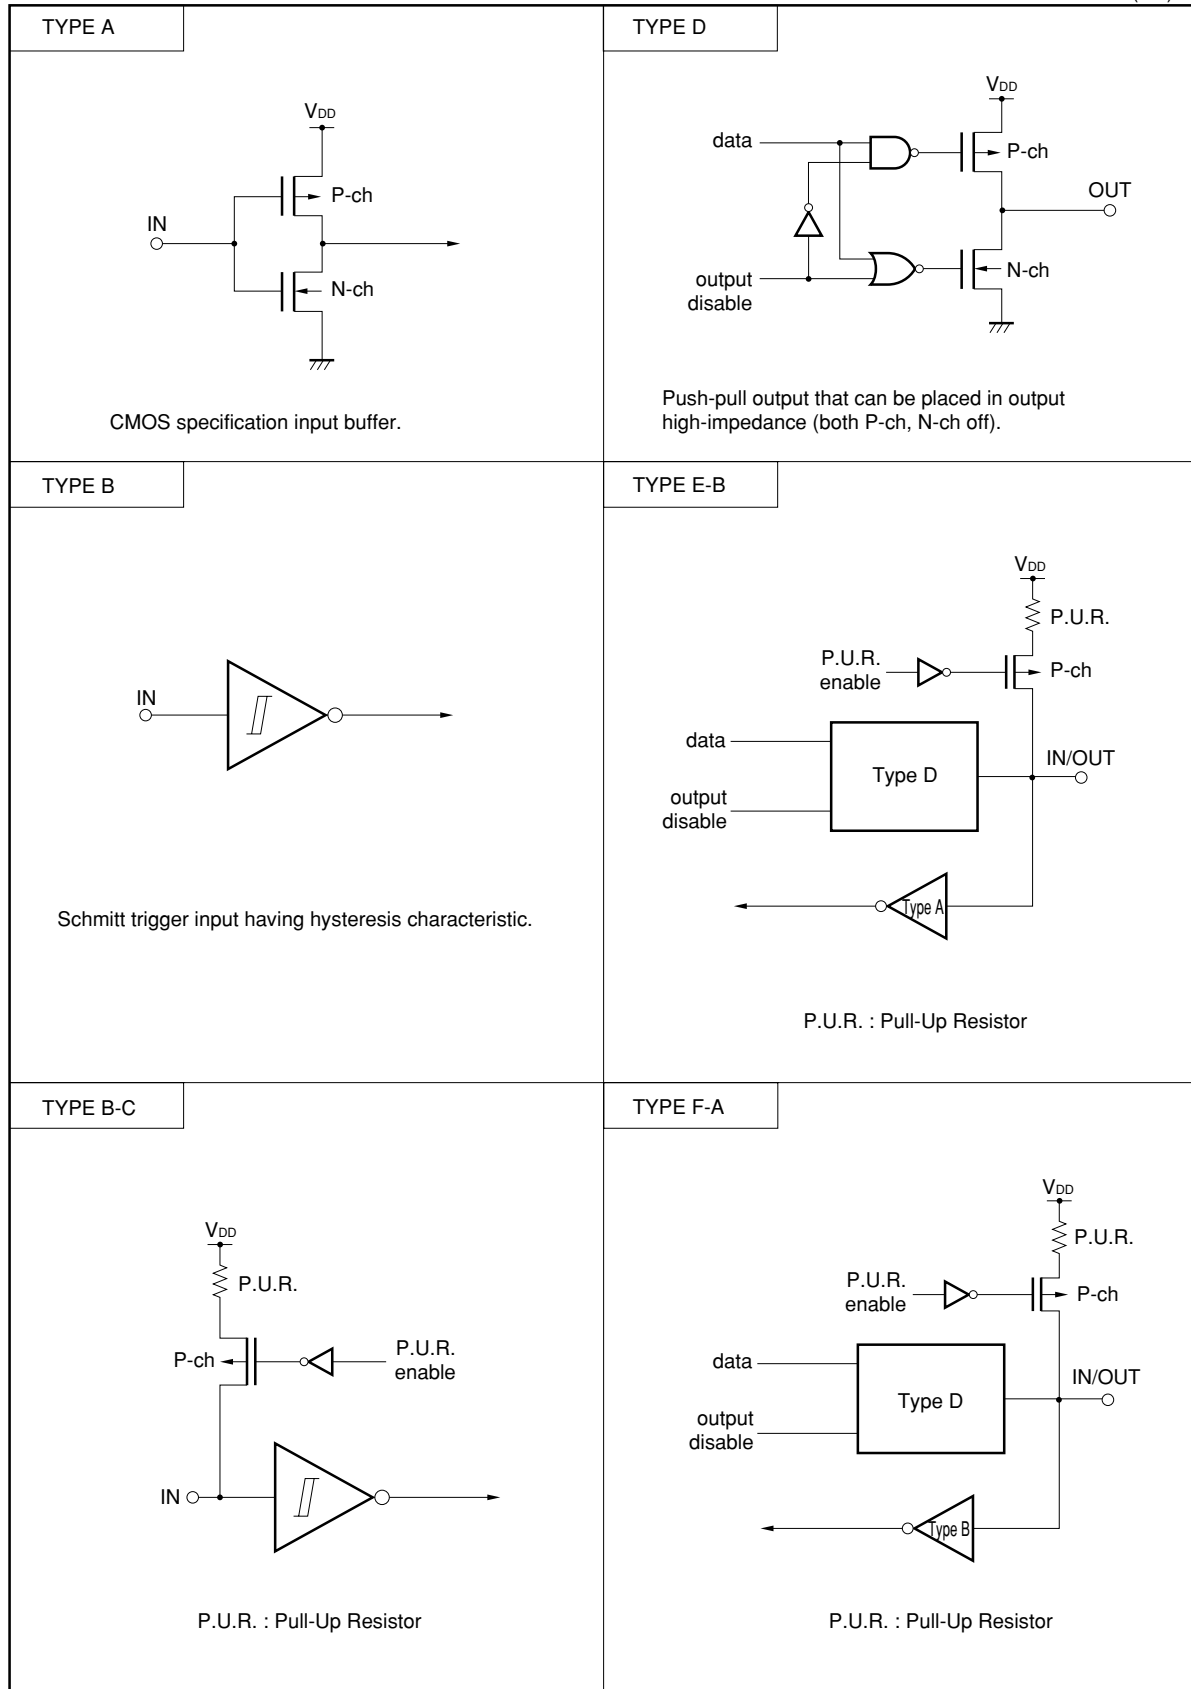 TYPE A
VDD
P-ch
IN
N-ch
CMOS specification input buffer.
TYPE D
VDD
data
P-ch
OUT
output
disable
N-ch
Push-pull output that can be placed in output
high-impedance (both P-ch, N-ch off).
TYPE B
IN
Schmitt trigger input having hysteresis characteristic.
TYPE E-B
VDD
P.U.R.
P.U.R.
enable
P-ch
data
Type D
IN/OUT
output
disable
Type A
P.U.R. : Pull-Up Resistor
TYPE B-C
VDD
P.U.R.
P-ch
P.U.R.
enable
IN
P.U.R. : Pull-Up Resistor
TYPE F-A
VDD
P.U.R.
P.U.R.
enable
P-ch
data
Type D
IN/OUT
output
disable
Type B
P.U.R. : Pull-Up Resistor